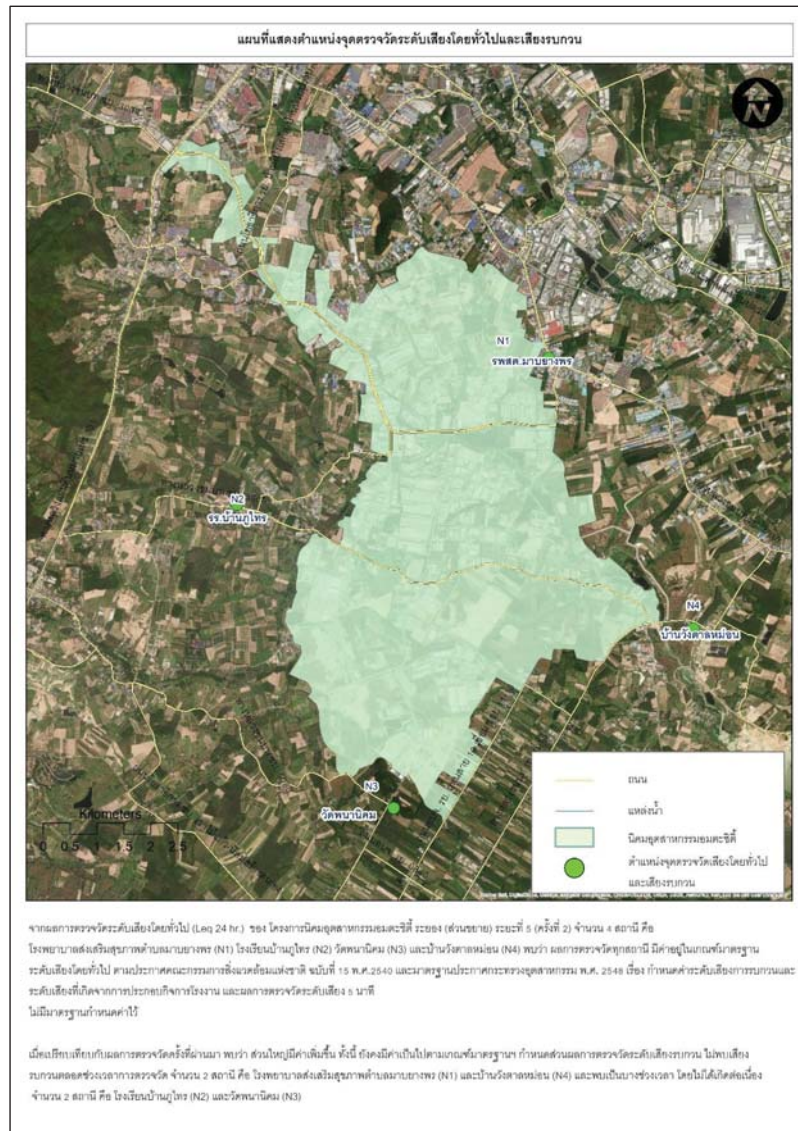 แผนที่แสดงตำแหน่งจุดตรวจวัดระดับเสียงโดยทั่วไปและเสียงรบกวน
N
N1
รพสต.มาบยางพร
N2
รร.บ้านภูไทร
N4
บ้านวังตาลหม่อน
N3
วัดพนานิคม
Kilometers
0 0.5 1 1.5 2 2.5
ถนน
แหล่งน้ำ
นิคมอุตสาหกรรมอมตะซิตี้
ตำแหน่งจุดตรวจวัดเสียงโดยทั่วไป
และเสียงรบกวน
จากผลการตรวจวัดระดับเสียงโดยทั่วไป (Leq 24 hr.) ของ โครงการนิคมอุตสาหกรรมอมตะซิตี้ ระยอง (ส่วนขยาย) ระยะที่ 5 (ครั้งที่ 2) จำนวน 4 สถานี คือ
โรงพยาบาลส่งเสริมสุขภาพตำบลมาบยางพร (N1) โรงเรียนบ้านภูไทร (N2) วัดพนานิคม (N3) และบ้านวังตาลหม่อน (N4) พบว่า ผลการตรวจวัดทุกสถานี มีค่าอยู่ในเกณฑ์มาตรฐาน
ระดับเสียงโดยทั่วไป ตามประกาศคณะกรรมการสิ่งแวดล้อมแห่งชาติ ฉบับที่ 15 พ.ศ.2540 และมาตรฐานประกาศกระทรวงอุตสาหกรรม พ.ศ. 2548 เรื่อง กำหนดค่าระดับเสียงการรบกวนและ
ระดับเสียงที่เกิดจากการประกอบกิจการโรงงาน และผลการตรวจวัดระดับเสียง 5 นาที
ไม่มีมาตรฐานกำหนดค่าไว้
เมื่อเปรียบเทียบกับผลการตรวจวัดครั้งที่ผ่านมา พบว่า ส่วนใหญ่มีค่าเพิ่มขึ้น ทั้งนี้ ยังคงมีค่าเป็นไปตามเกณฑ์มาตรฐานฯ กำหนดส่วนผลการตรวจวัดระดับเสียงรบกวน ไม่พบเสียง
รบกวนตลอดช่วงเวลาการตรวจวัด จำนวน 2 สถานี คือ โรงพยาบาลส่งเสริมสุขภาพตำบลมาบยางพร (N1) และบ้านวังตาลหม่อน (N4) และพบเป็นบางช่วงเวลา โดยไม่ได้เกิดต่อเนื่อง
จำนวน 2 สถานี คือ โรงเรียนบ้านภูไทร (N2) และวัดพนานิคม (N3)